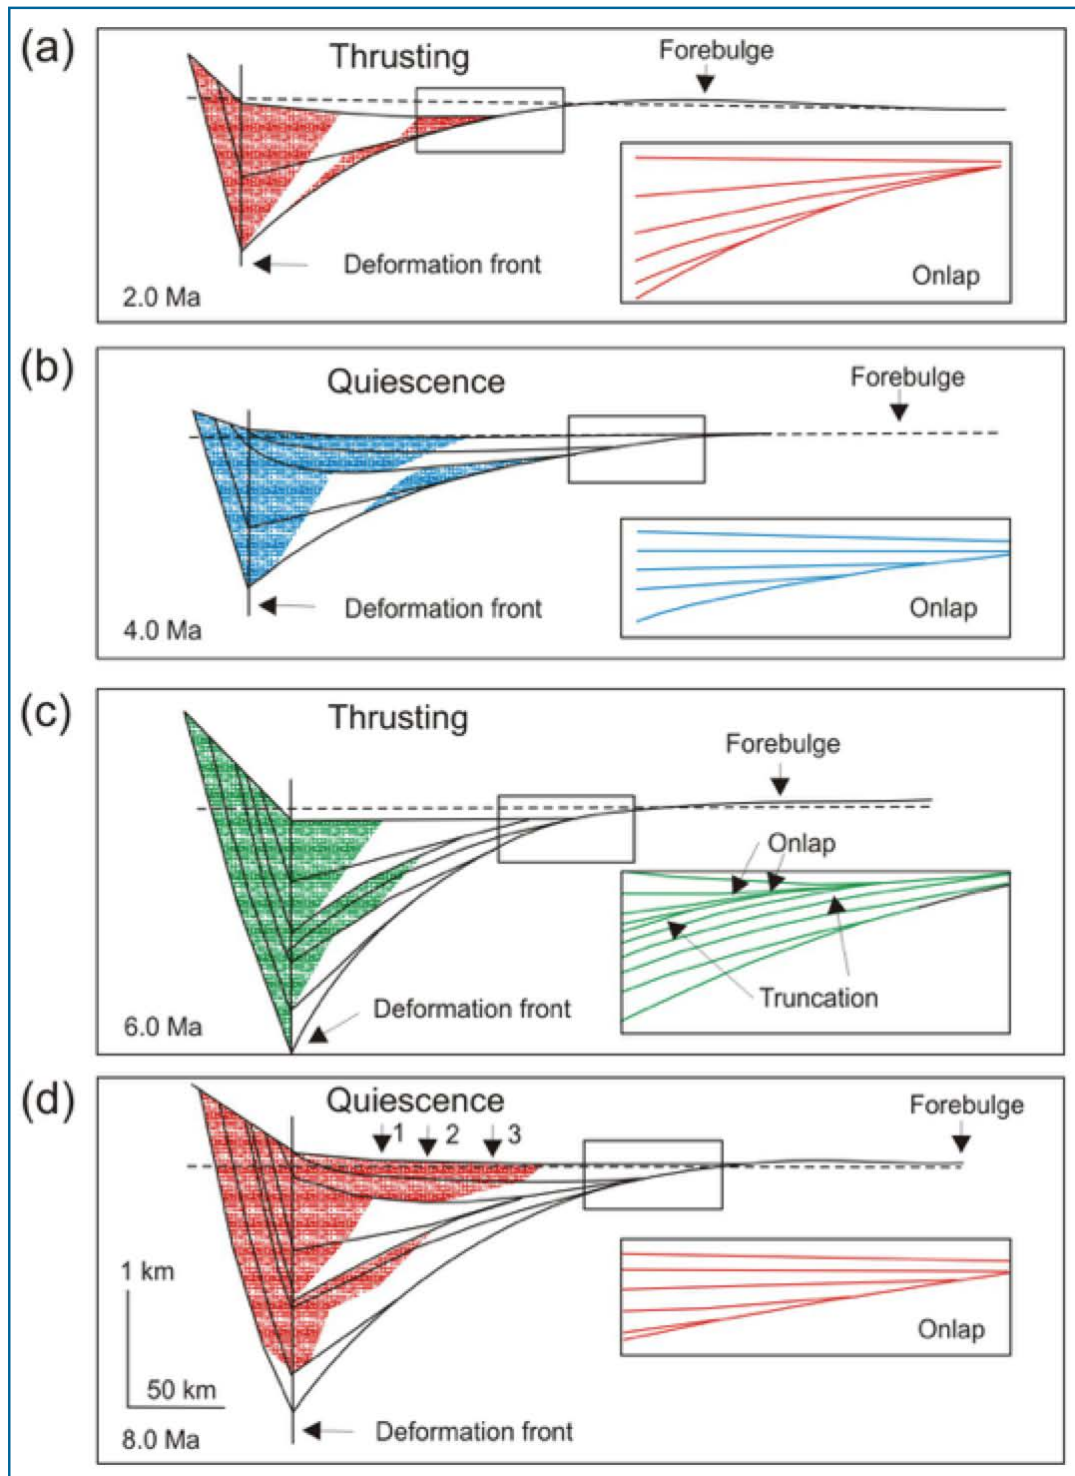 (a)
Thrusting
Forebulge
Deformation front
Onlap
2.0 Ma
(b)
Quiescence
Forebulge
Deformation front
Onlap
4.0 Ma
(c)
Thrusting
Forebulge
Onlap
Truncation
Deformation front
6.0 Ma
(d)
Quiescence
Forebulge
1 2 3
1 km
Onlap
50 km
Deformation front
8.0 Ma